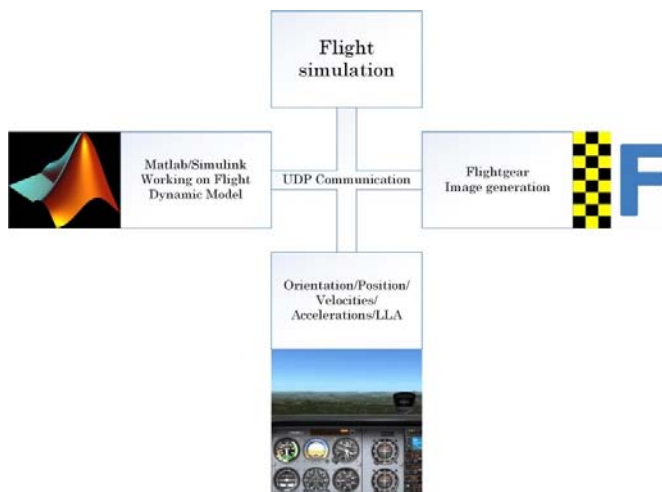 Flight
simulation
Matlab/Simulink
Working on Flight
Dynamic Model
UDP Communication
Flightgear
Image generation
F
Orientation/Position/
Velocities/
Accelerations/LLA